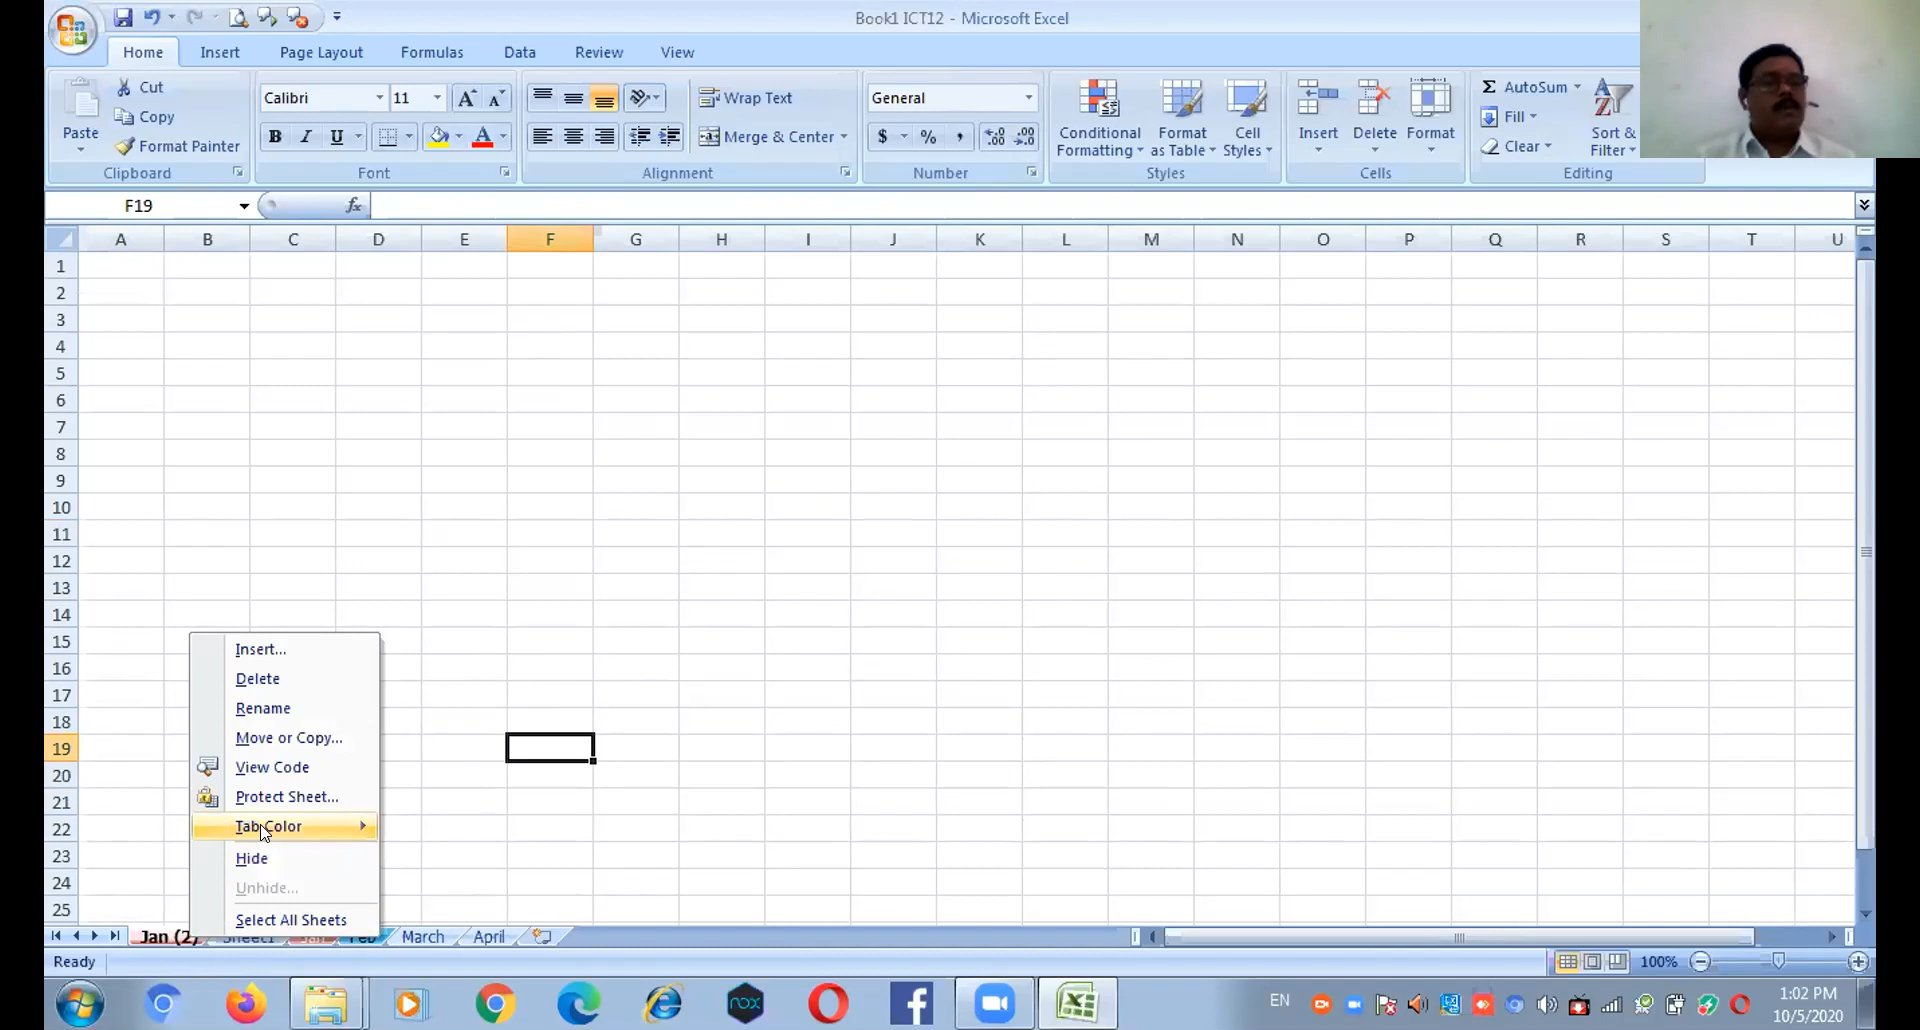 Book1 ICT12 - Microsoft Excel
Home Insert Page Layout Formulas Data Review View
Paste
Cut
Copy
Format Painter
Clipboard
Calibri 11
B I U A
Font
Wrap Text
Merge & Center
Alignment
General
$ % ,
Number
Conditional Formatting
Format as Table
Cell Styles
Styles
Insert
Delete
Format
Cells
Σ AutoSum
Fill
Clear
Sort & Filter
Editing
F19 fx
A B C D E F G H I J K L M N O P Q R S T U
1
2
3
4
5
6
7
8
9
10
11
12
13
14
15
16
17
18
19
20
21
22
23
24
25
Insert...
Delete
Rename
Move or Copy...
View Code
Protect Sheet...
Tab Color
Hide
Unhide...
Select All Sheets
Jan (2) Sheet1 Jan Feb March April
Ready 100%
nox
EN
1:02 PM
10/5/2020